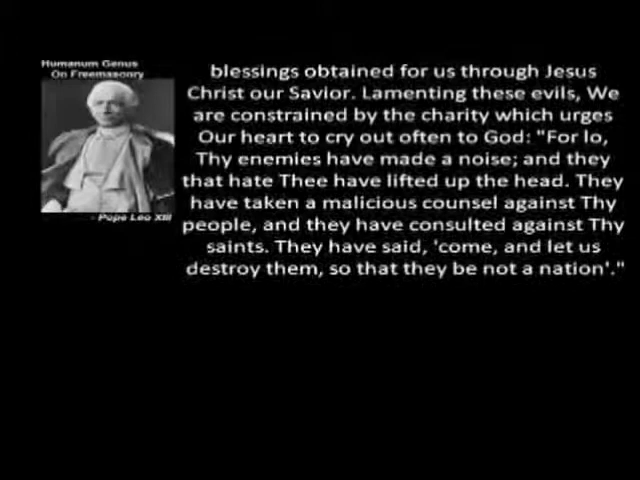 Humanum Genus
On Freemasonry
- Pope Leo XIII
blessings obtained for us through Jesus
Christ our Savior. Lamenting these evils, We
are constrained by the charity which urges
Our heart to cry out often to God: "For lo,
Thy enemies have made a noise; and they
that hate Thee have lifted up the head. They
have taken a malicious counsel against Thy
people, and they have consulted against Thy
saints. They have said, 'come, and let us
destroy them, so that they be not a nation'."